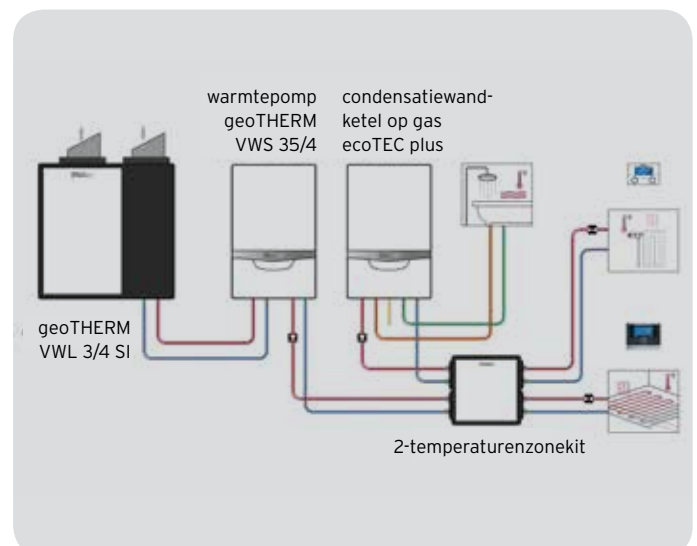 warmtepomp
geoTHERM
VWS 35/4
condensatiewand-
ketel op gas
ecoTEC plus
geoTHERM
VWL 3/4 SI
2-temperaturenzonekit